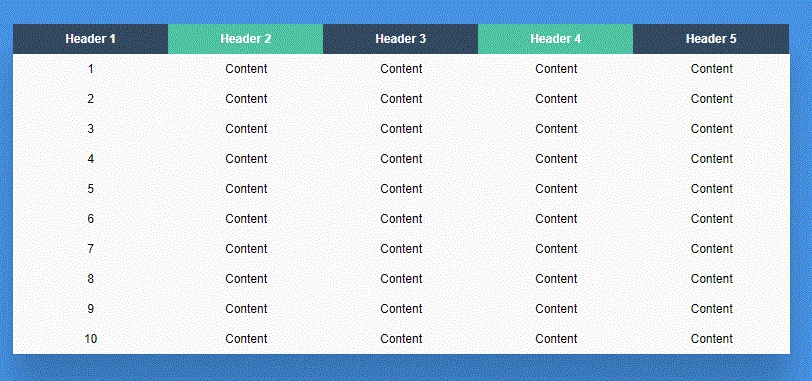 Header 1 Header 2 Header 3 Header 4 Header 5
1 Content Content Content Content
2 Content Content Content Content
3 Content Content Content Content
4 Content Content Content Content
5 Content Content Content Content
6 Content Content Content Content
7 Content Content Content Content
8 Content Content Content Content
9 Content Content Content Content
10 Content Content Content Content